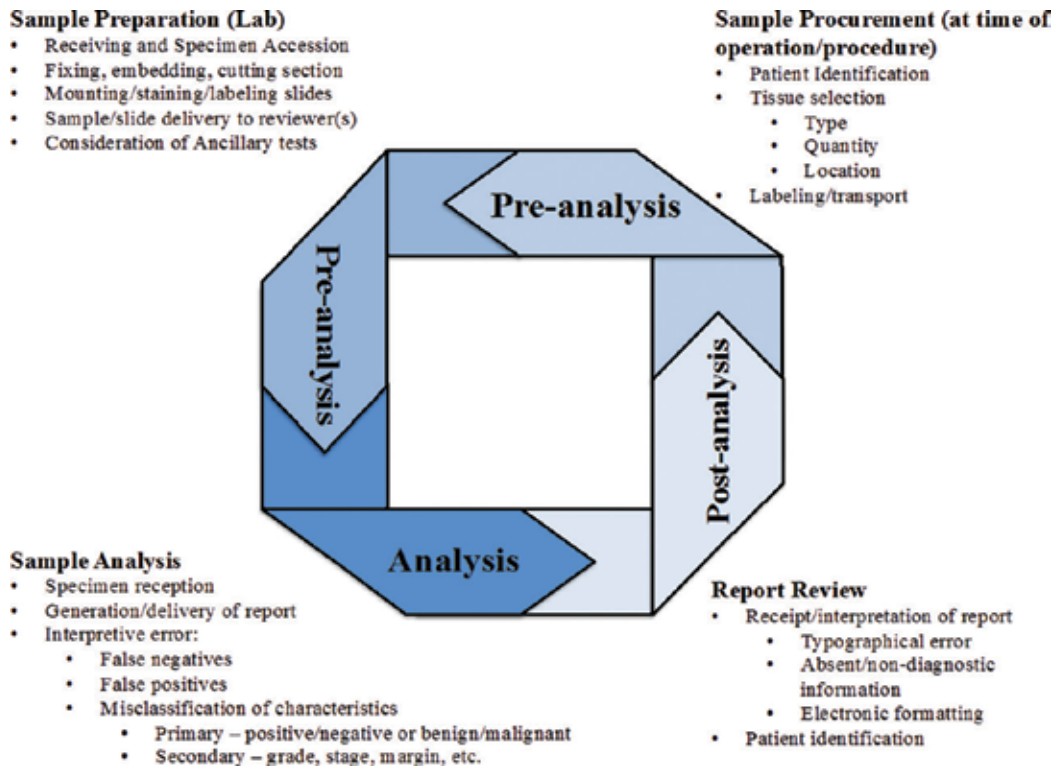 Sample Preparation (Lab)
• Receiving and Specimen Accession
• Fixing, embedding, cutting section
• Mounting/staining/labeling slides
• Sample/slide delivery to reviewer(s)
• Consideration of Ancillary tests
Sample Procurement (at time of
operation/procedure)
• Patient Identification
• Tissue selection
• Type
• Quantity
• Location
• Labeling/transport
Pre-analysis
Pre-analysis
Analysis
Post-analysis
Sample Analysis
• Specimen reception
• Generation/delivery of report
• Interpretive error:
• False negatives
• False positives
• Misclassification of characteristics
• Primary – positive/negative or benign/malignant
• Secondary – grade, stage, margin, etc.
Report Review
• Receipt/interpretation of report
• Typographical error
• Absent/non-diagnostic
information
• Electronic formatting
• Patient identification